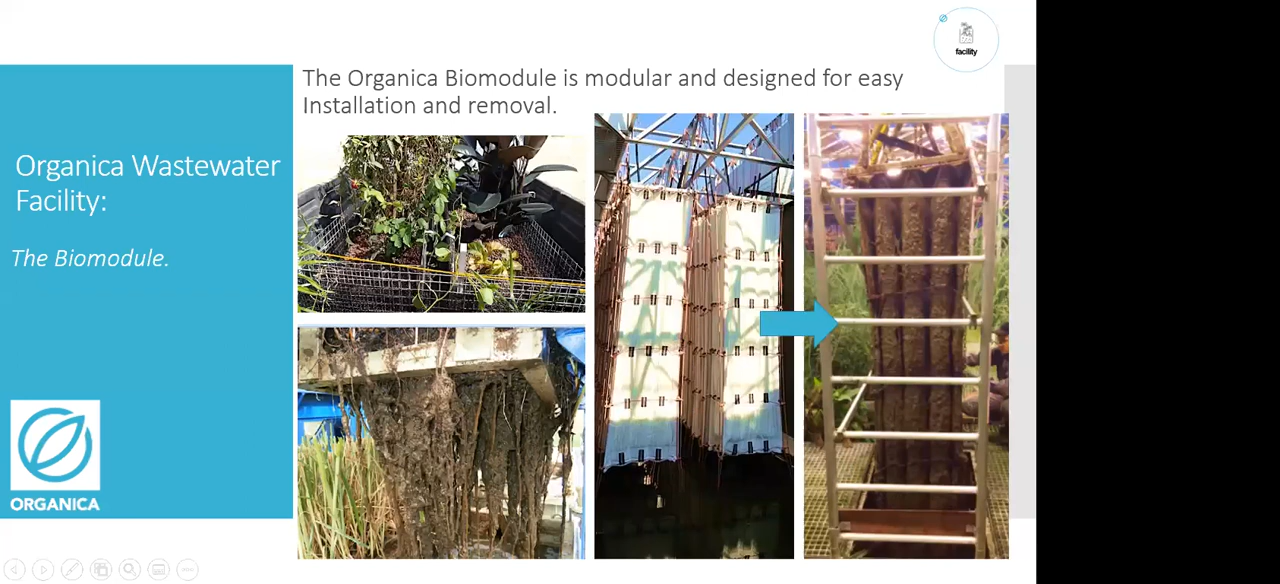 facility
The Organica Biomodule is modular and designed for easy
Installation and removal.
Organica Wastewater
Facility:
The Biomodule.
ORGANICA